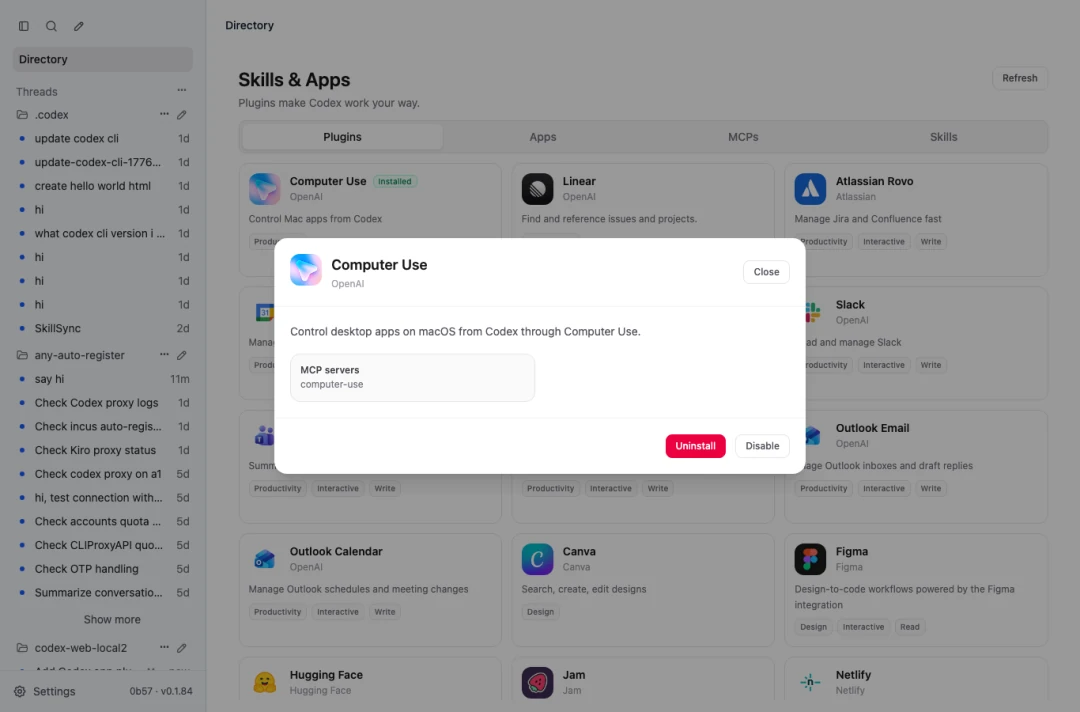 Directory
Threads
.codex
update codex cli 1d
update-codex-cli-1776... 1d
create hello world html 1d
hi 1d
what codex cli version i ... 1d
hi 1d
hi 1d
hi 1d
SkillSync 2d
any-auto-register
say hi 11m
Check Codex proxy logs 1d
Check incus auto-regis... 1d
Check Kiro proxy status 1d
Check codex proxy on a1 5d
hi, test connection with... 5d
Check accounts quota ... 5d
Check CLIProxyAPI quo... 5d
Check OTP handling 5d
Summarize conversatio... 5d
Show more
codex-web-local2
Settings 0b57 · v0.1.84
Directory
Skills & Apps
Plugins make Codex work your way.
Refresh
Plugins Apps MCPs Skills
Computer Use Installed
OpenAI
Control Mac apps from Codex
Linear
OpenAI
Find and reference issues and projects.
Atlassian Rovo
Atlassian
Manage Jira and Confluence fast
Interactive Write
Computer Use
OpenAI
Close
Control desktop apps on macOS from Codex through Computer Use.
MCP servers
computer-use
Uninstall Disable
31
Slack
OpenAI
and manage Slack
Interactive Write
Outlook Email
OpenAI
Outlook inboxes and draft replies
Productivity Interactive Write
Productivity Interactive Write
Productivity Interactive Write
Outlook Calendar
OpenAI
Manage Outlook schedules and meeting changes
Productivity Interactive Write
Canva
Canva
Search, create, edit designs
Design
Figma
Figma
Design-to-code workflows powered by the Figma
integration
Design Interactive Read
Hugging Face
Hugging Face
Jam
Jam
Netlify
Netlify